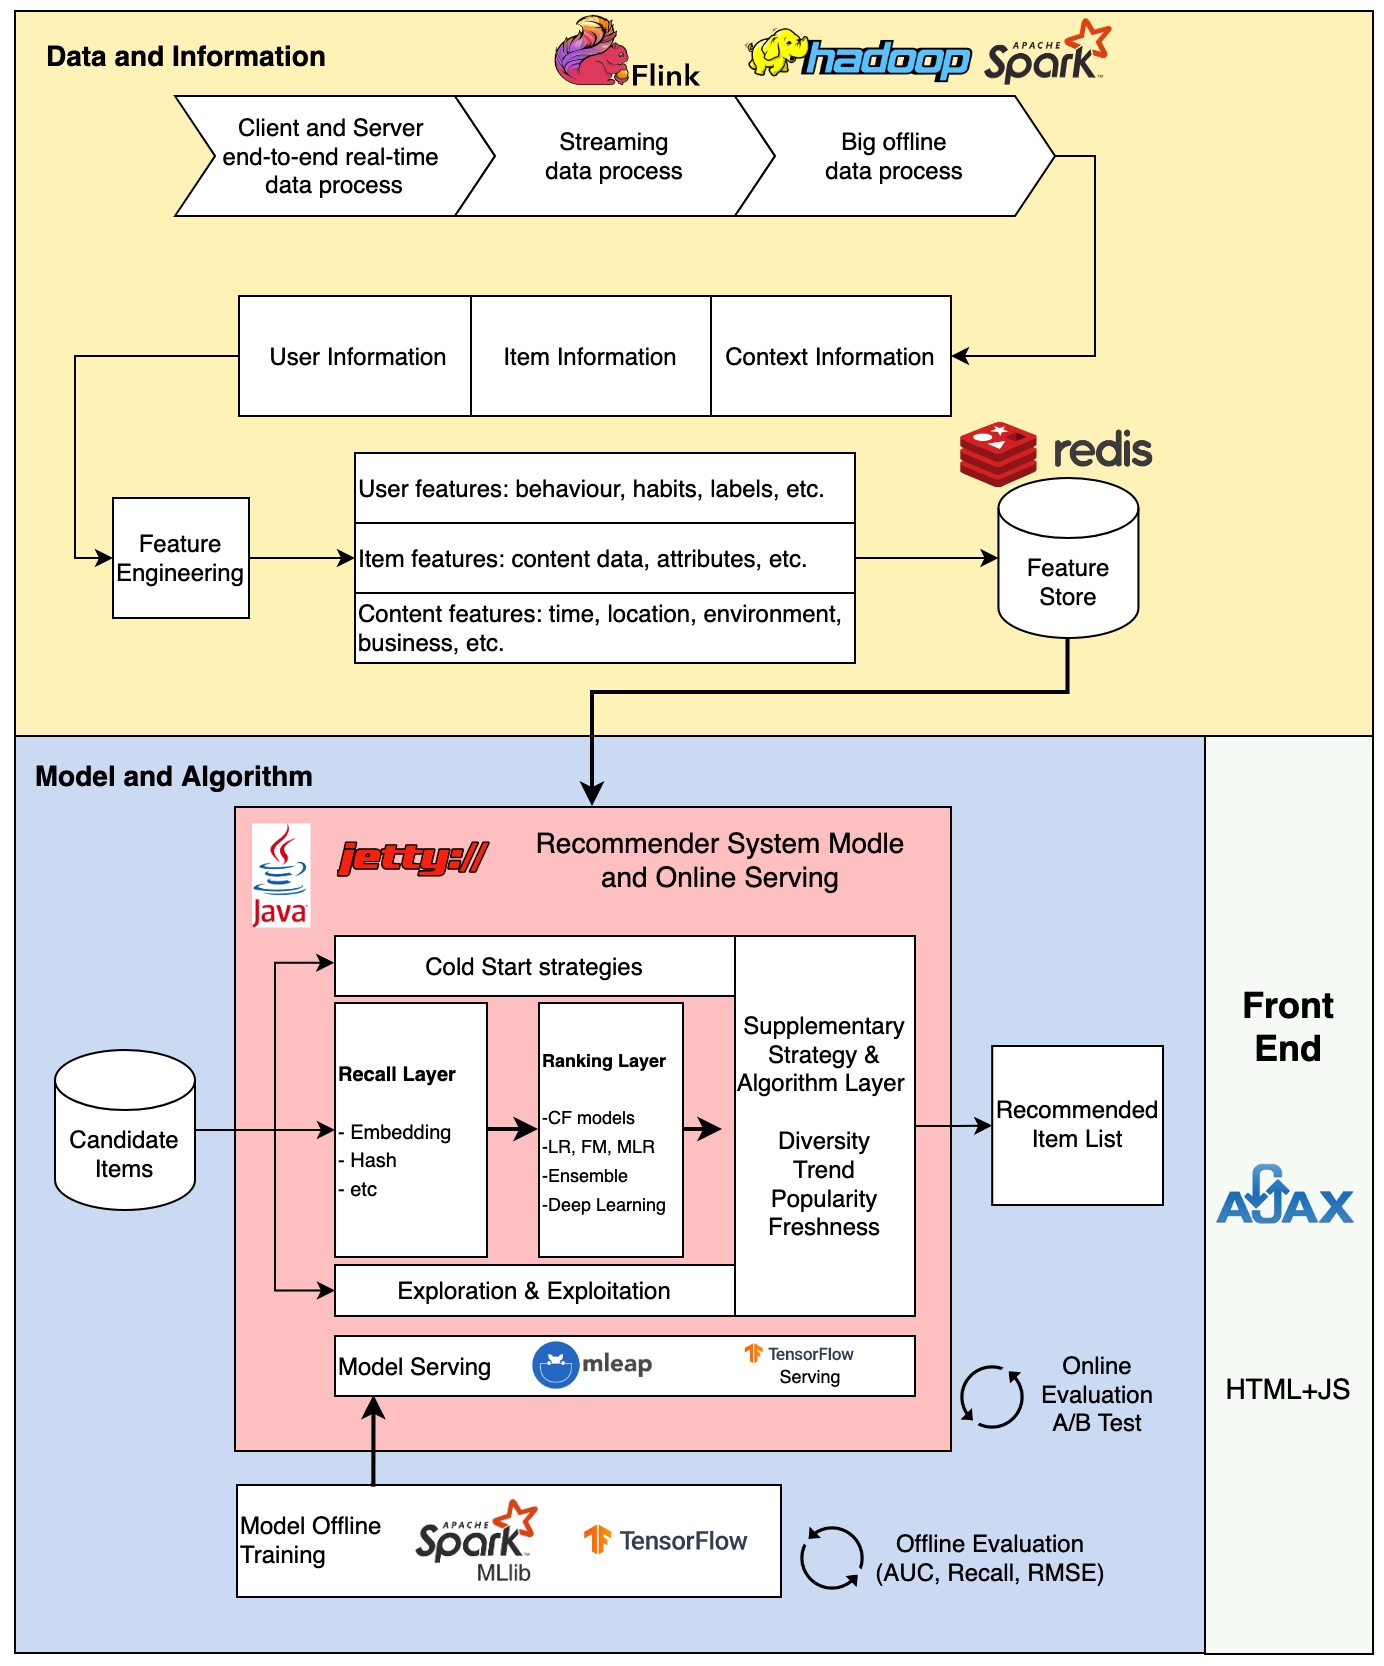 Data and Information
Flink
hadoop
APACHE
Spark
Client and Server
end-to-end real-time
data process
Streaming
data process
Big offline
data process
User Information
Item Information
Context Information
redis
Feature
Engineering
User features: behaviour, habits, labels, etc.
Item features: content data, attributes, etc.
Content features: time, location, environment,
business, etc.
Feature
Store
Model and Algorithm
Java
jetty://
Recommender System Modle
and Online Serving
Cold Start strategies
Candidate
Items
Recall Layer
- Embedding
- Hash
- etc
Ranking Layer
-CF models
-LR, FM, MLR
-Ensemble
-Deep Learning
Supplementary
Strategy &
Algorithm Layer
Diversity
Trend
Popularity
Freshness
Exploration & Exploitation
Recommended
Item List
Model Serving
mleap
TensorFlow
Serving
Online
Evaluation
A/B Test
Model Offline
Training
APACHE
Spark
MLlib
TensorFlow
Offline Evaluation
(AUC, Recall, RMSE)
Front
End
AJAX
HTML+JS